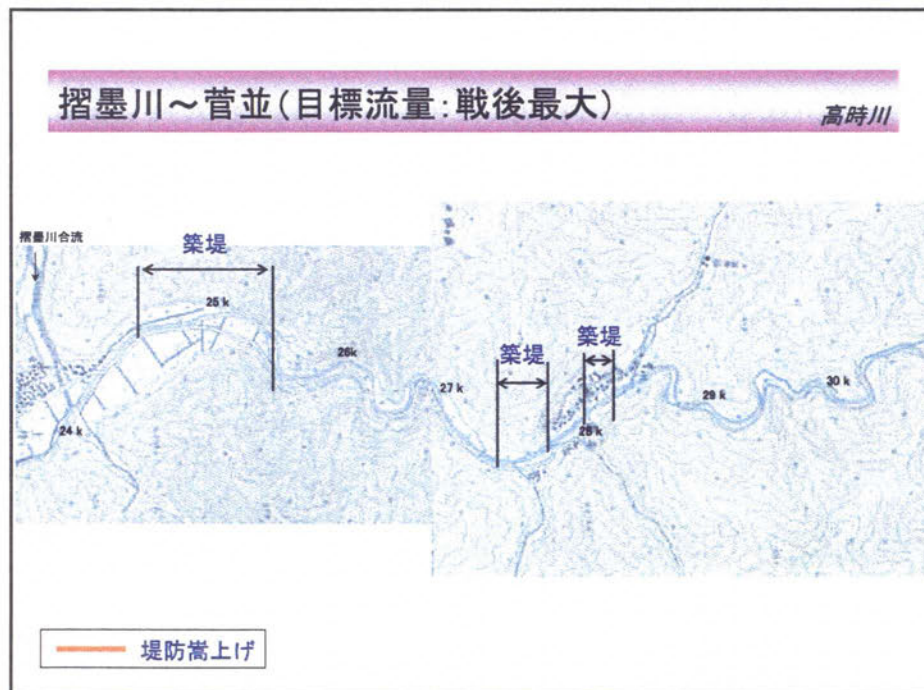 摺墨川～菅並(目標流量:戦後最大)
高時川
摺墨川合流
築堤
25 k
26k
24 k
築堤
築堤
27 k
28 k
29 k
30 k
堤防嵩上げ